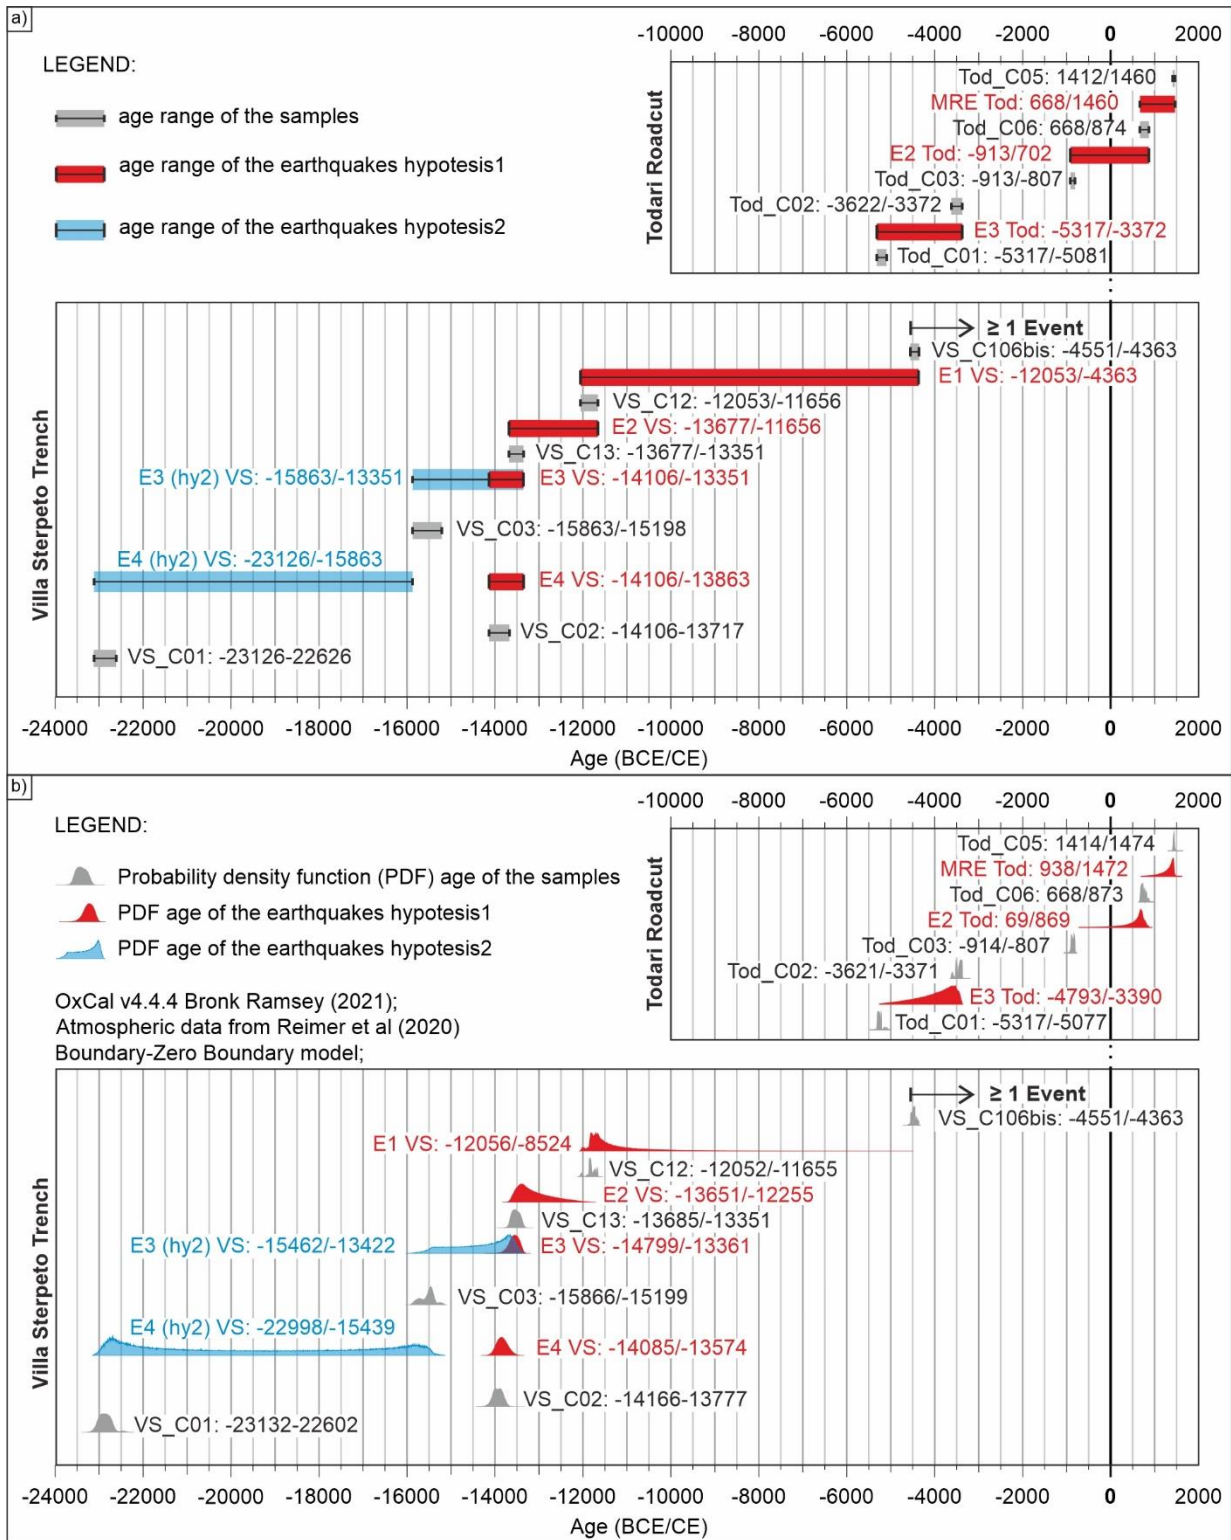 a)
-10000 -8000 -6000 -4000 -2000 0 2000
LEGEND:
age range of the samples
age range of the earthquakes hypotesis1
age range of the earthquakes hypotesis2
Todari Roadcut
Tod_C05: 1412/1460
MRE Tod: 668/1460
Tod_C06: 668/874
E2 Tod: -913/702
Tod_C03: -913/-807
Tod_C02: -3622/-3372
E3 Tod: -5317/-3372
Tod_C01: -5317/-5081
Villa Sterpeto Trench
≥ 1 Event
VS_C106bis: -4551/-4363
E1 VS: -12053/-4363
VS_C12: -12053/-11656
E2 VS: -13677/-11656
VS_C13: -13677/-13351
E3 (hy2) VS: -15863/-13351 E3 VS: -14106/-13351
VS_C03: -15863/-15198
E4 (hy2) VS: -23126/-15863
E4 VS: -14106/-13863
VS_C02: -14106-13717
VS_C01: -23126-22626
-24000 -22000 -20000 -18000 -16000 -14000 -12000 -10000 -8000 -6000 -4000 -2000 0 2000
Age (BCE/CE)
b)
-10000 -8000 -6000 -4000 -2000 0 2000
LEGEND:
Probability density function (PDF) age of the samples
PDF age of the earthquakes hypotesis1
PDF age of the earthquakes hypotesis2
OxCal v4.4.4 Bronk Ramsey (2021);
Atmospheric data from Reimer et al (2020)
Boundary-Zero Boundary model;
Todari Roadcut
Tod_C05: 1414/1474
MRE Tod: 938/1472
Tod_C06: 668/873
E2 Tod: 69/869
Tod_C03: -914/-807
Tod_C02: -3621/-3371
E3 Tod: -4793/-3390
Tod_C01: -5317/-5077
Villa Sterpeto Trench
≥ 1 Event
VS_C106bis: -4551/-4363
E1 VS: -12056/-8524
VS_C12: -12052/-11655
E2 VS: -13651/-12255
VS_C13: -13685/-13351
E3 (hy2) VS: -15462/-13422 E3 VS: -14799/-13361
VS_C03: -15866/-15199
E4 (hy2) VS: -22998/-15439 E4 VS: -14085/-13574
VS_C02: -14166-13777
VS_C01: -23132-22602
-24000 -22000 -20000 -18000 -16000 -14000 -12000 -10000 -8000 -6000 -4000 -2000 0 2000
Age (BCE/CE)